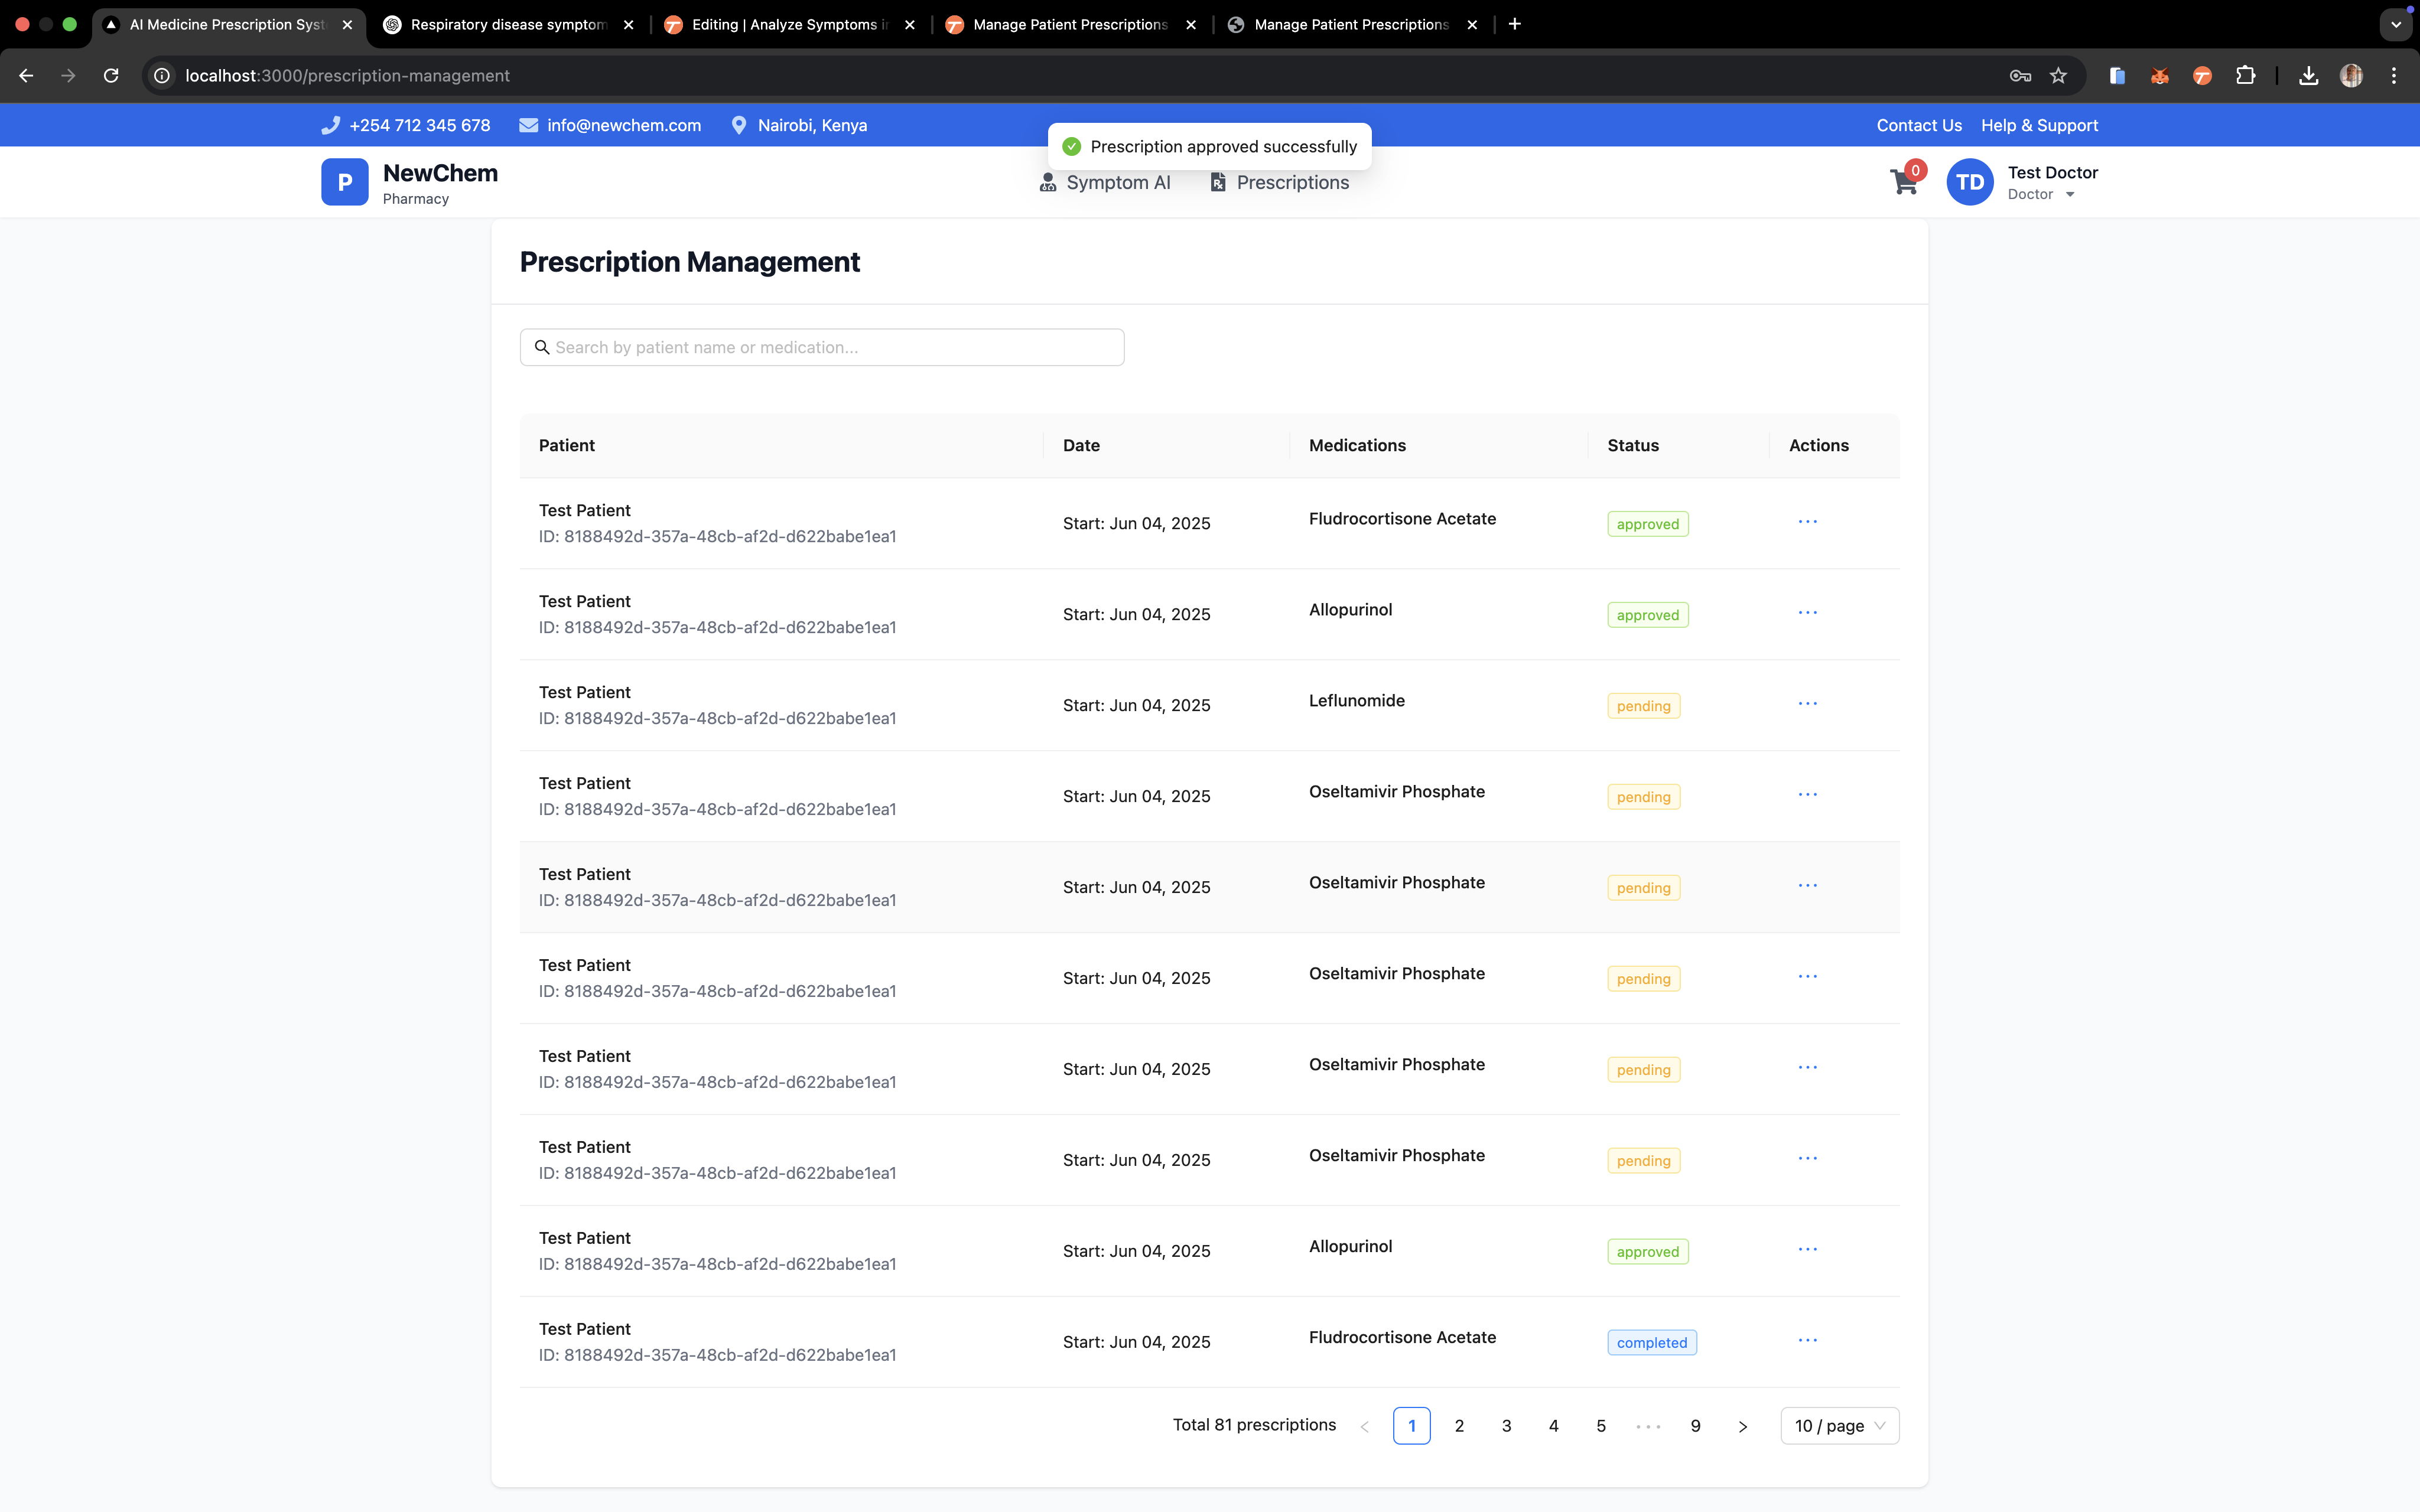 AI Medicine Prescription Syst
Respiratory disease symptom
Editing | Analyze Symptoms i
Manage Patient Prescriptions
Manage Patient Prescriptions
localhost:3000/prescription-management
+254 712 345 678
info@newchem.com
Nairobi, Kenya
Contact Us
Help & Support
Prescription approved successfully
P
NewChem
Pharmacy
Symptom AI
Prescriptions
0
TD
Test Doctor
Doctor
Prescription Management
Search by patient name or medication...
Patient Date Medications Status Actions
Test Patient
ID: 8188492d-357a-48cb-af2d-d622babe1ea1
Start: Jun 04, 2025
Fludrocortisone Acetate
approved
Test Patient
ID: 8188492d-357a-48cb-af2d-d622babe1ea1
Start: Jun 04, 2025
Allopurinol
approved
Test Patient
ID: 8188492d-357a-48cb-af2d-d622babe1ea1
Start: Jun 04, 2025
Leflunomide
pending
Test Patient
ID: 8188492d-357a-48cb-af2d-d622babe1ea1
Start: Jun 04, 2025
Oseltamivir Phosphate
pending
Test Patient
ID: 8188492d-357a-48cb-af2d-d622babe1ea1
Start: Jun 04, 2025
Oseltamivir Phosphate
pending
Test Patient
ID: 8188492d-357a-48cb-af2d-d622babe1ea1
Start: Jun 04, 2025
Oseltamivir Phosphate
pending
Test Patient
ID: 8188492d-357a-48cb-af2d-d622babe1ea1
Start: Jun 04, 2025
Oseltamivir Phosphate
pending
Test Patient
ID: 8188492d-357a-48cb-af2d-d622babe1ea1
Start: Jun 04, 2025
Oseltamivir Phosphate
pending
Test Patient
ID: 8188492d-357a-48cb-af2d-d622babe1ea1
Start: Jun 04, 2025
Allopurinol
approved
Test Patient
ID: 8188492d-357a-48cb-af2d-d622babe1ea1
Start: Jun 04, 2025
Fludrocortisone Acetate
completed
Total 81 prescriptions < 1 2 3 4 5 ••• 9 > 10 / page